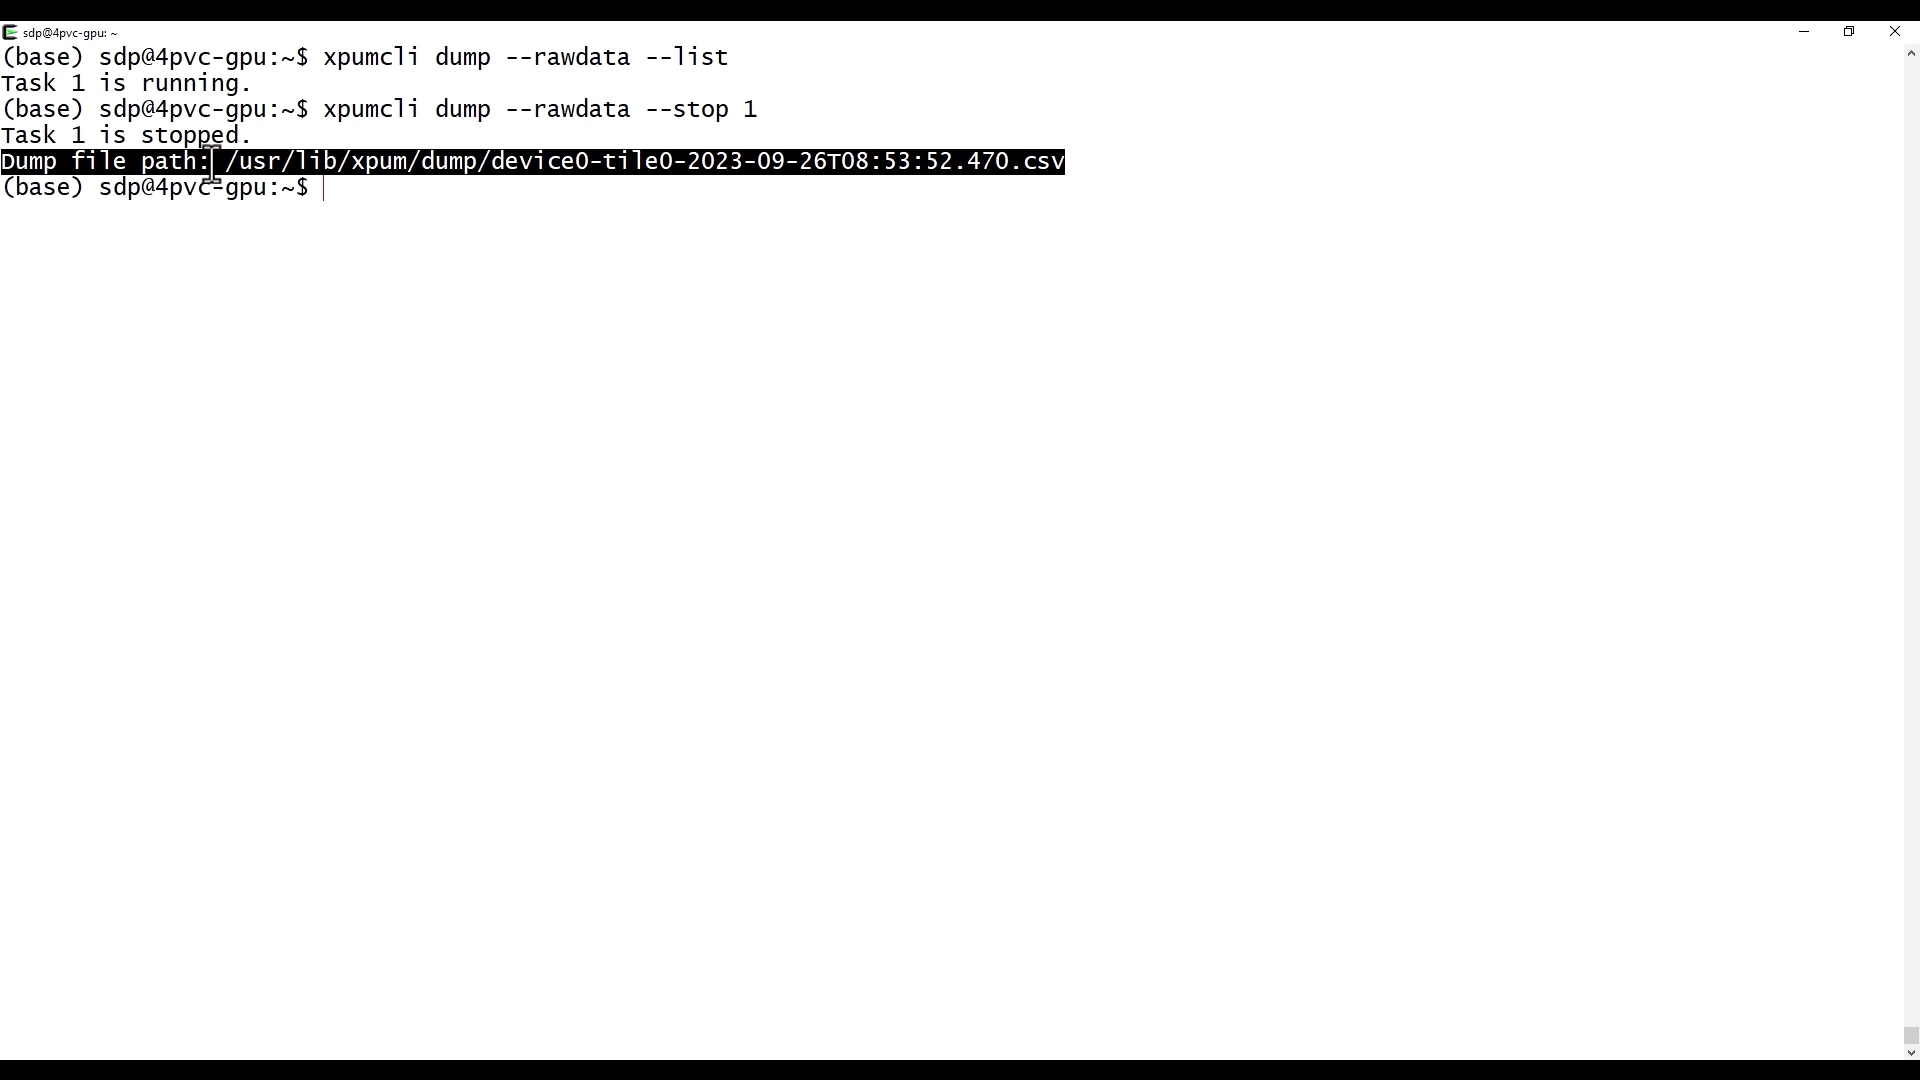 sdp@4pvc-gpu: ~
(base) sdp@4pvc-gpu:~$ xpumcli dump --rawdata --list
Task 1 is running.
(base) sdp@4pvc-gpu:~$ xpumcli dump --rawdata --stop 1
Task 1 is stopped.
Dump file path: /usr/lib/xpum/dump/device0-tile0-2023-09-26T08:53:52.470.csv
(base) sdp@4pvc-gpu:~$